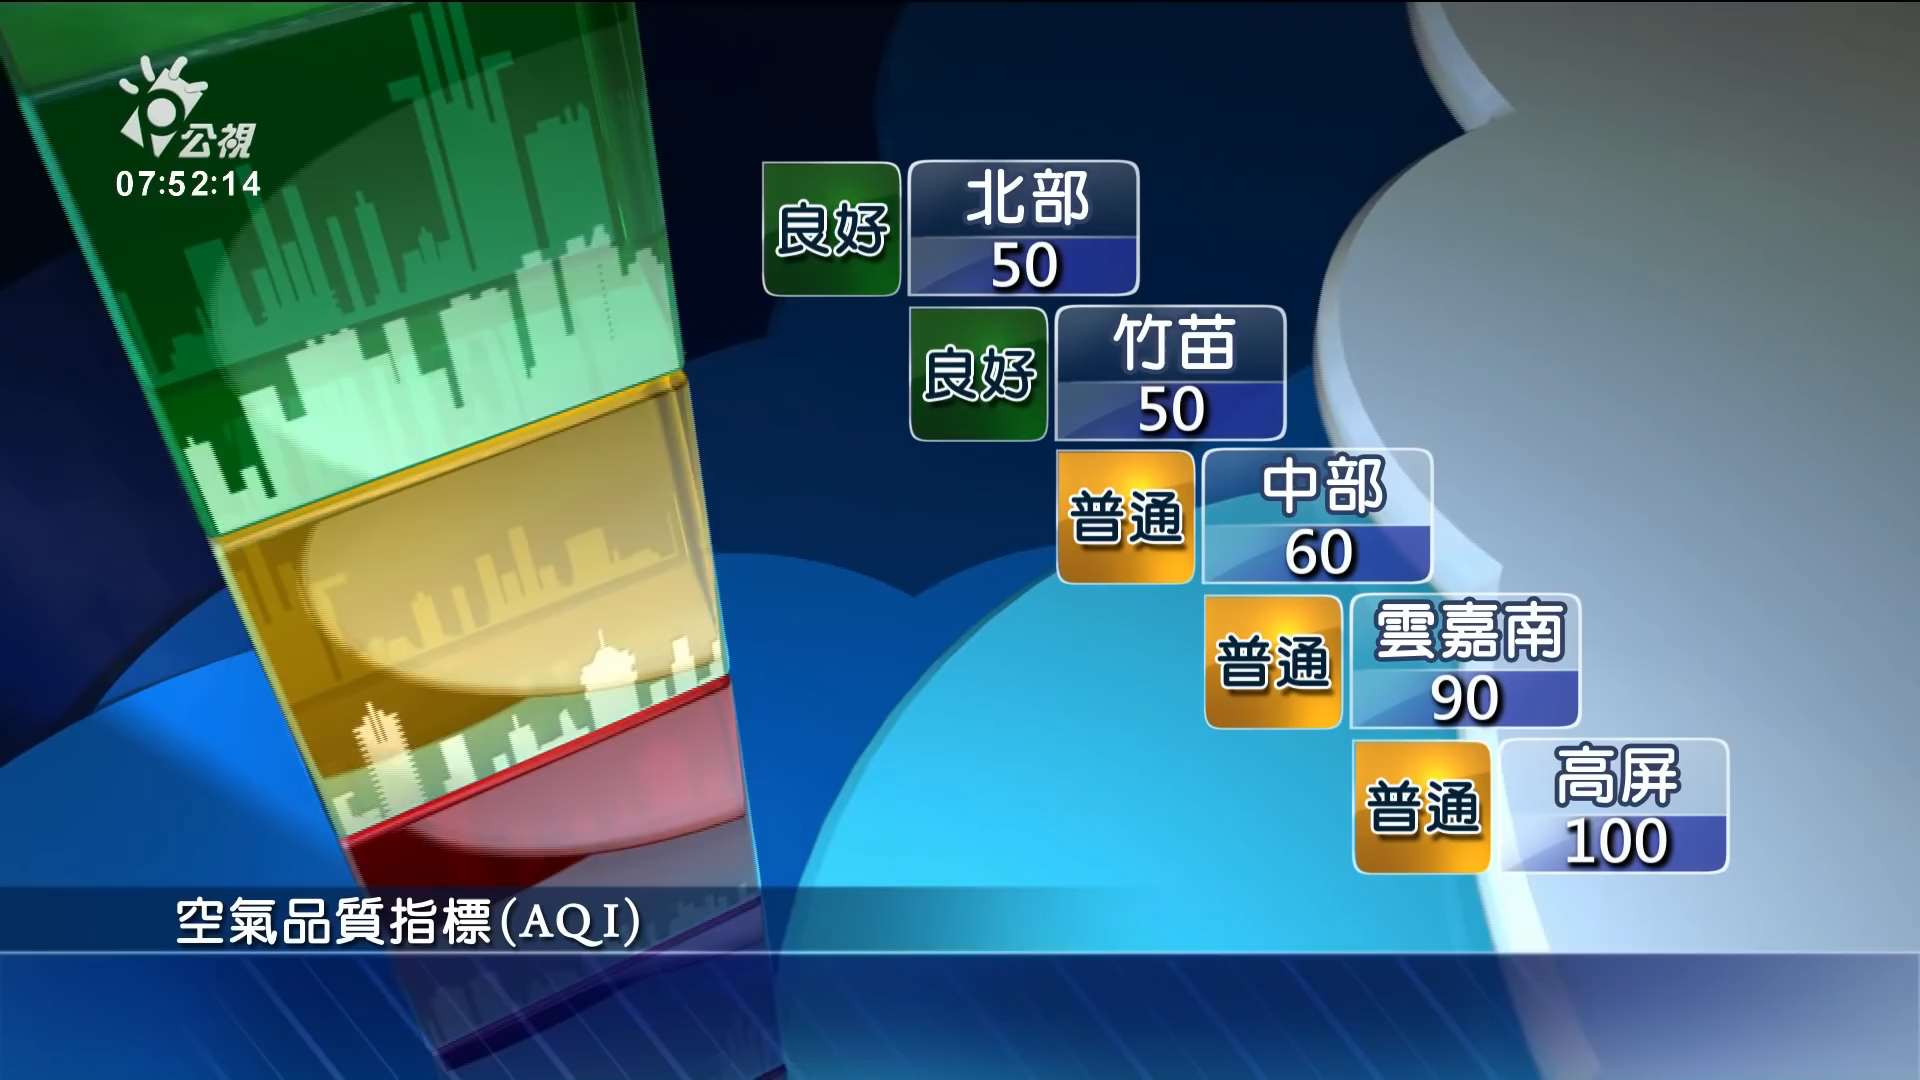 公視
07:52:14
良好
北部
50
良好
竹苗
50
普通
中部
60
普通
雲嘉南
90
普通
高屏
100
空氣品質指標(AQI)